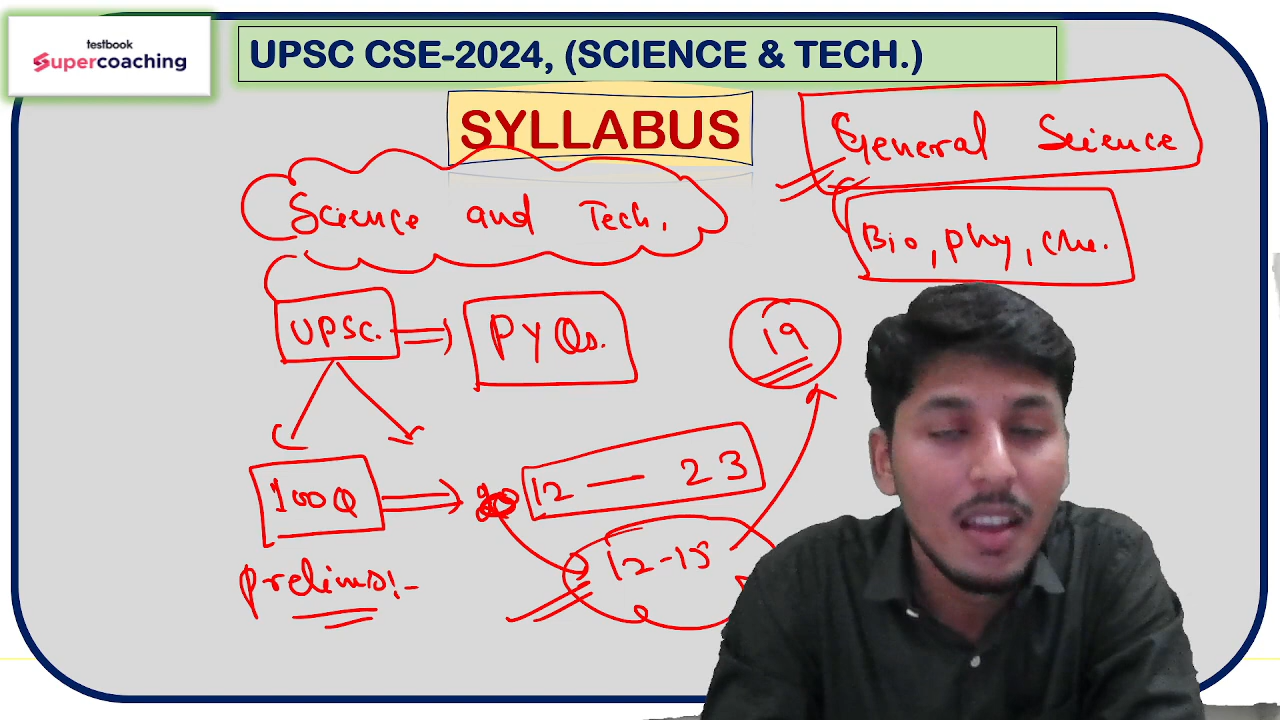 testbook
Supercoaching
UPSC CSE-2024, (SCIENCE & TECH.)
SYLLABUS
General Science
Science and Tech.
Bio, phy, che.
UPSC.
PYQs.
19
100Q
12 — 23
12-15
prelims:-